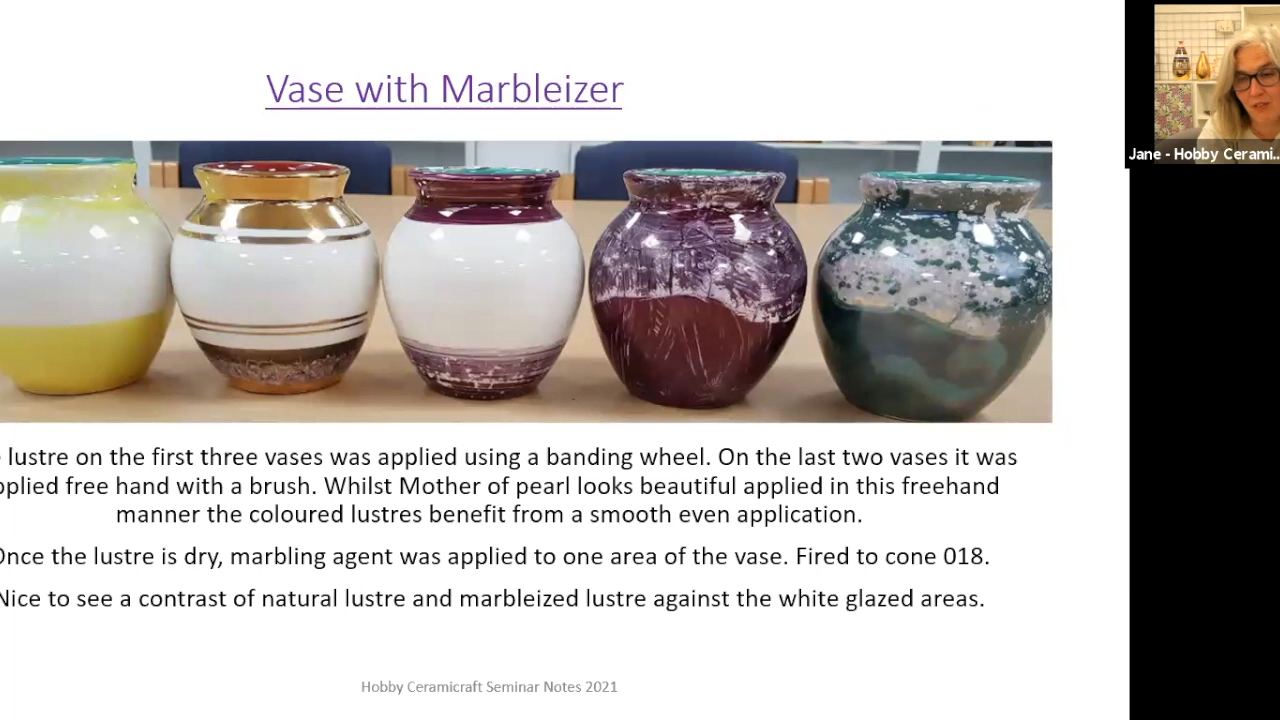 Vase with Marbleizer
Jane - Hobby Cerami...
lustre on the first three vases was applied using a banding wheel. On the last two vases it was
free hand with a brush. Whilst Mother of pearl looks beautiful applied in this freehand
manner the coloured lustres benefit from a smooth even application.
Once the lustre is dry, marbling agent was applied to one area of the vase. Fired to cone 018.
Nice to see a contrast of natural lustre and marbleized lustre against the white glazed areas.
Hobby Ceramicraft Seminar Notes 2021